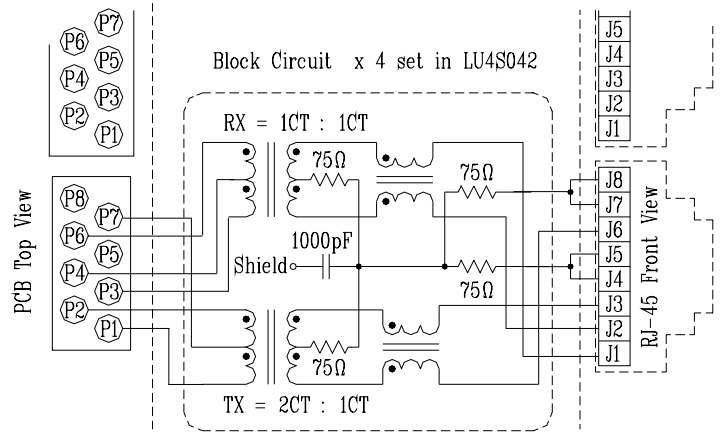 P7
P6
P5
P4
P3
P2
P1
Block Circuit x 4 set in LU4S042
J5
J4
J3
J2
J1
RX = 1CT : 1CT
75Ω
75Ω
PCB Top View
P8
P7
P6
P5
P4
P3
P2
P1
1000pF
Shield
75Ω
75Ω
TX = 2CT : 1CT
J8
J7
J6
J5
J4
J3
J2
J1
RJ-45 Front View